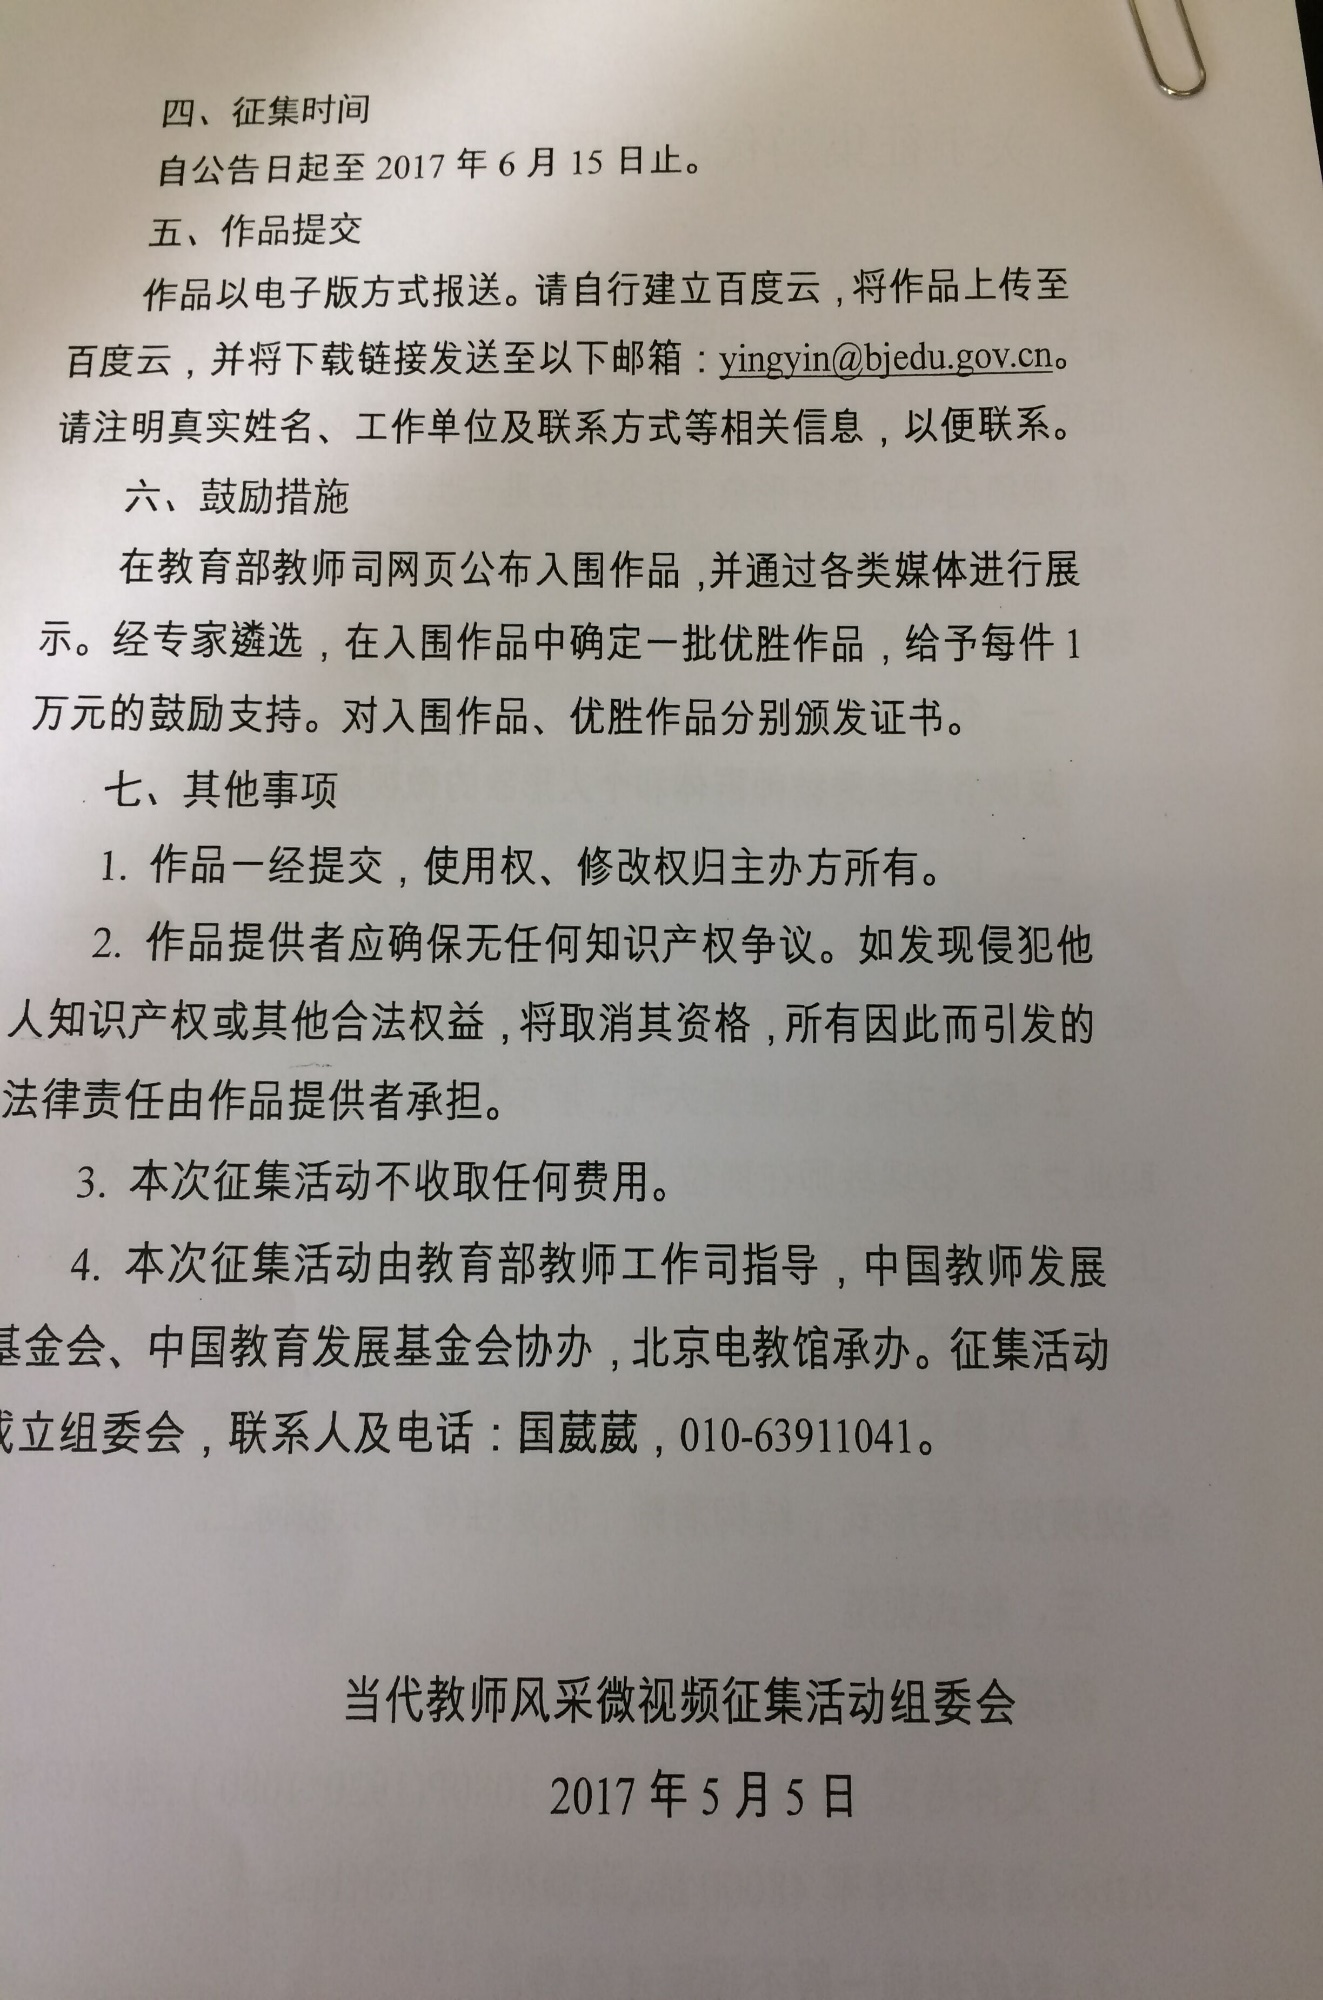 四、征集时间
自公告日起至 2017 年 6 月 15 日止。
五、作品提交
作品以电子版方式报送。请自行建立百度云,将作品上传至
百度云,并将下载链接发送至以下邮箱:yingyin@bjedu.gov.cn。
请注明真实姓名、工作单位及联系方式等相关信息,以便联系。
六、鼓励措施
在教育部教师司网页公布入围作品,并通过各类媒体进行展
示。经专家遴选,在入围作品中确定一批优胜作品,给予每件 1
万元的鼓励支持。对入围作品、优胜作品分别颁发证书。
七、其他事项
1. 作品一经提交,使用权、修改权归主办方所有。
2. 作品提供者应确保无任何知识产权争议。如发现侵犯他
人知识产权或其他合法权益,将取消其资格,所有因此而引发的
法律责任由作品提供者承担。
3. 本次征集活动不收取任何费用。
4. 本次征集活动由教育部教师工作司指导,中国教师发展
基金会、中国教育发展基金会协办,北京电教馆承办。征集活动
成立组委会,联系人及电话:国葳葳,010-63911041。
当代教师风采微视频征集活动组委会
2017 年 5 月 5 日